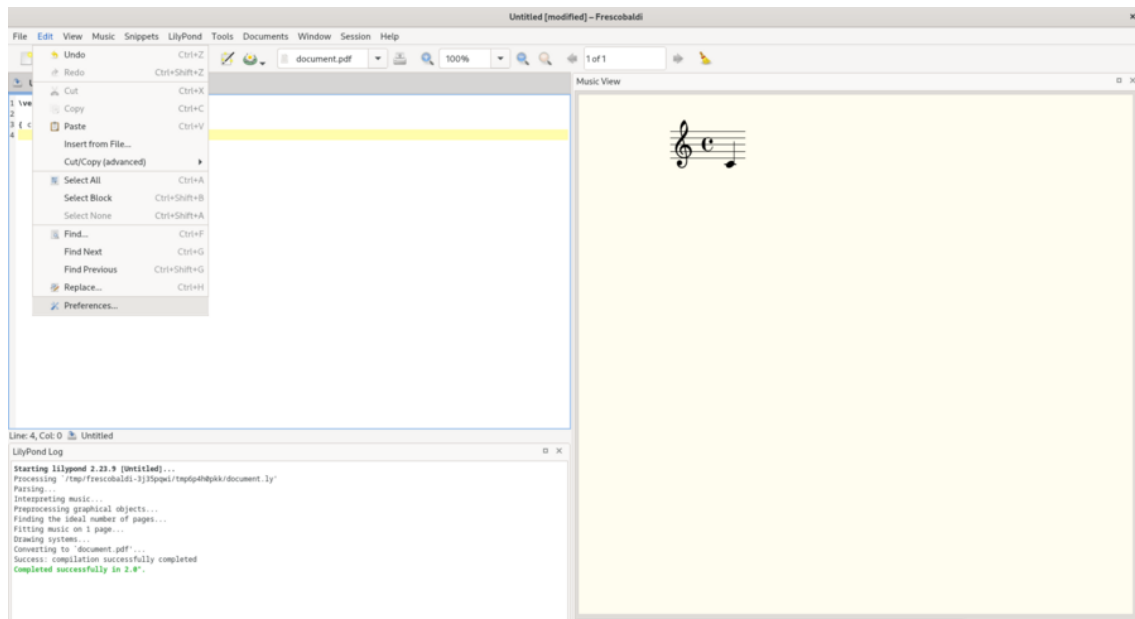 Untitled [modified] – Frescobaldi
File Edit View Music Snippets LilyPond Tools Documents Window Session Help
document.pdf 100% 1 of 1
Undo Ctrl+Z
Redo Ctrl+Shift+Z
Cut Ctrl+X
Copy Ctrl+C
Paste Ctrl+V
Insert from File...
Cut/Copy (advanced)
Select All Ctrl+A
Select Block Ctrl+Shift+B
Select None Ctrl+Shift+A
Find... Ctrl+F
Find Next Ctrl+G
Find Previous Ctrl+Shift+G
Replace... Ctrl+H
Preferences...
1 \ve
2
3 { c
4
Line: 4, Col: 0 Untitled
LilyPond Log
Starting lilypond 2.23.9 [Untitled]...
Processing `/tmp/frescobaldi-3j35pqwi/tmp6p4h0pkk/document.ly'
Parsing...
Interpreting music...
Preprocessing graphical objects...
Finding the ideal number of pages...
Fitting music on 1 page...
Drawing systems...
Converting to `document.pdf'...
Success: compilation successfully completed
Completed successfully in 2.0".
Music View